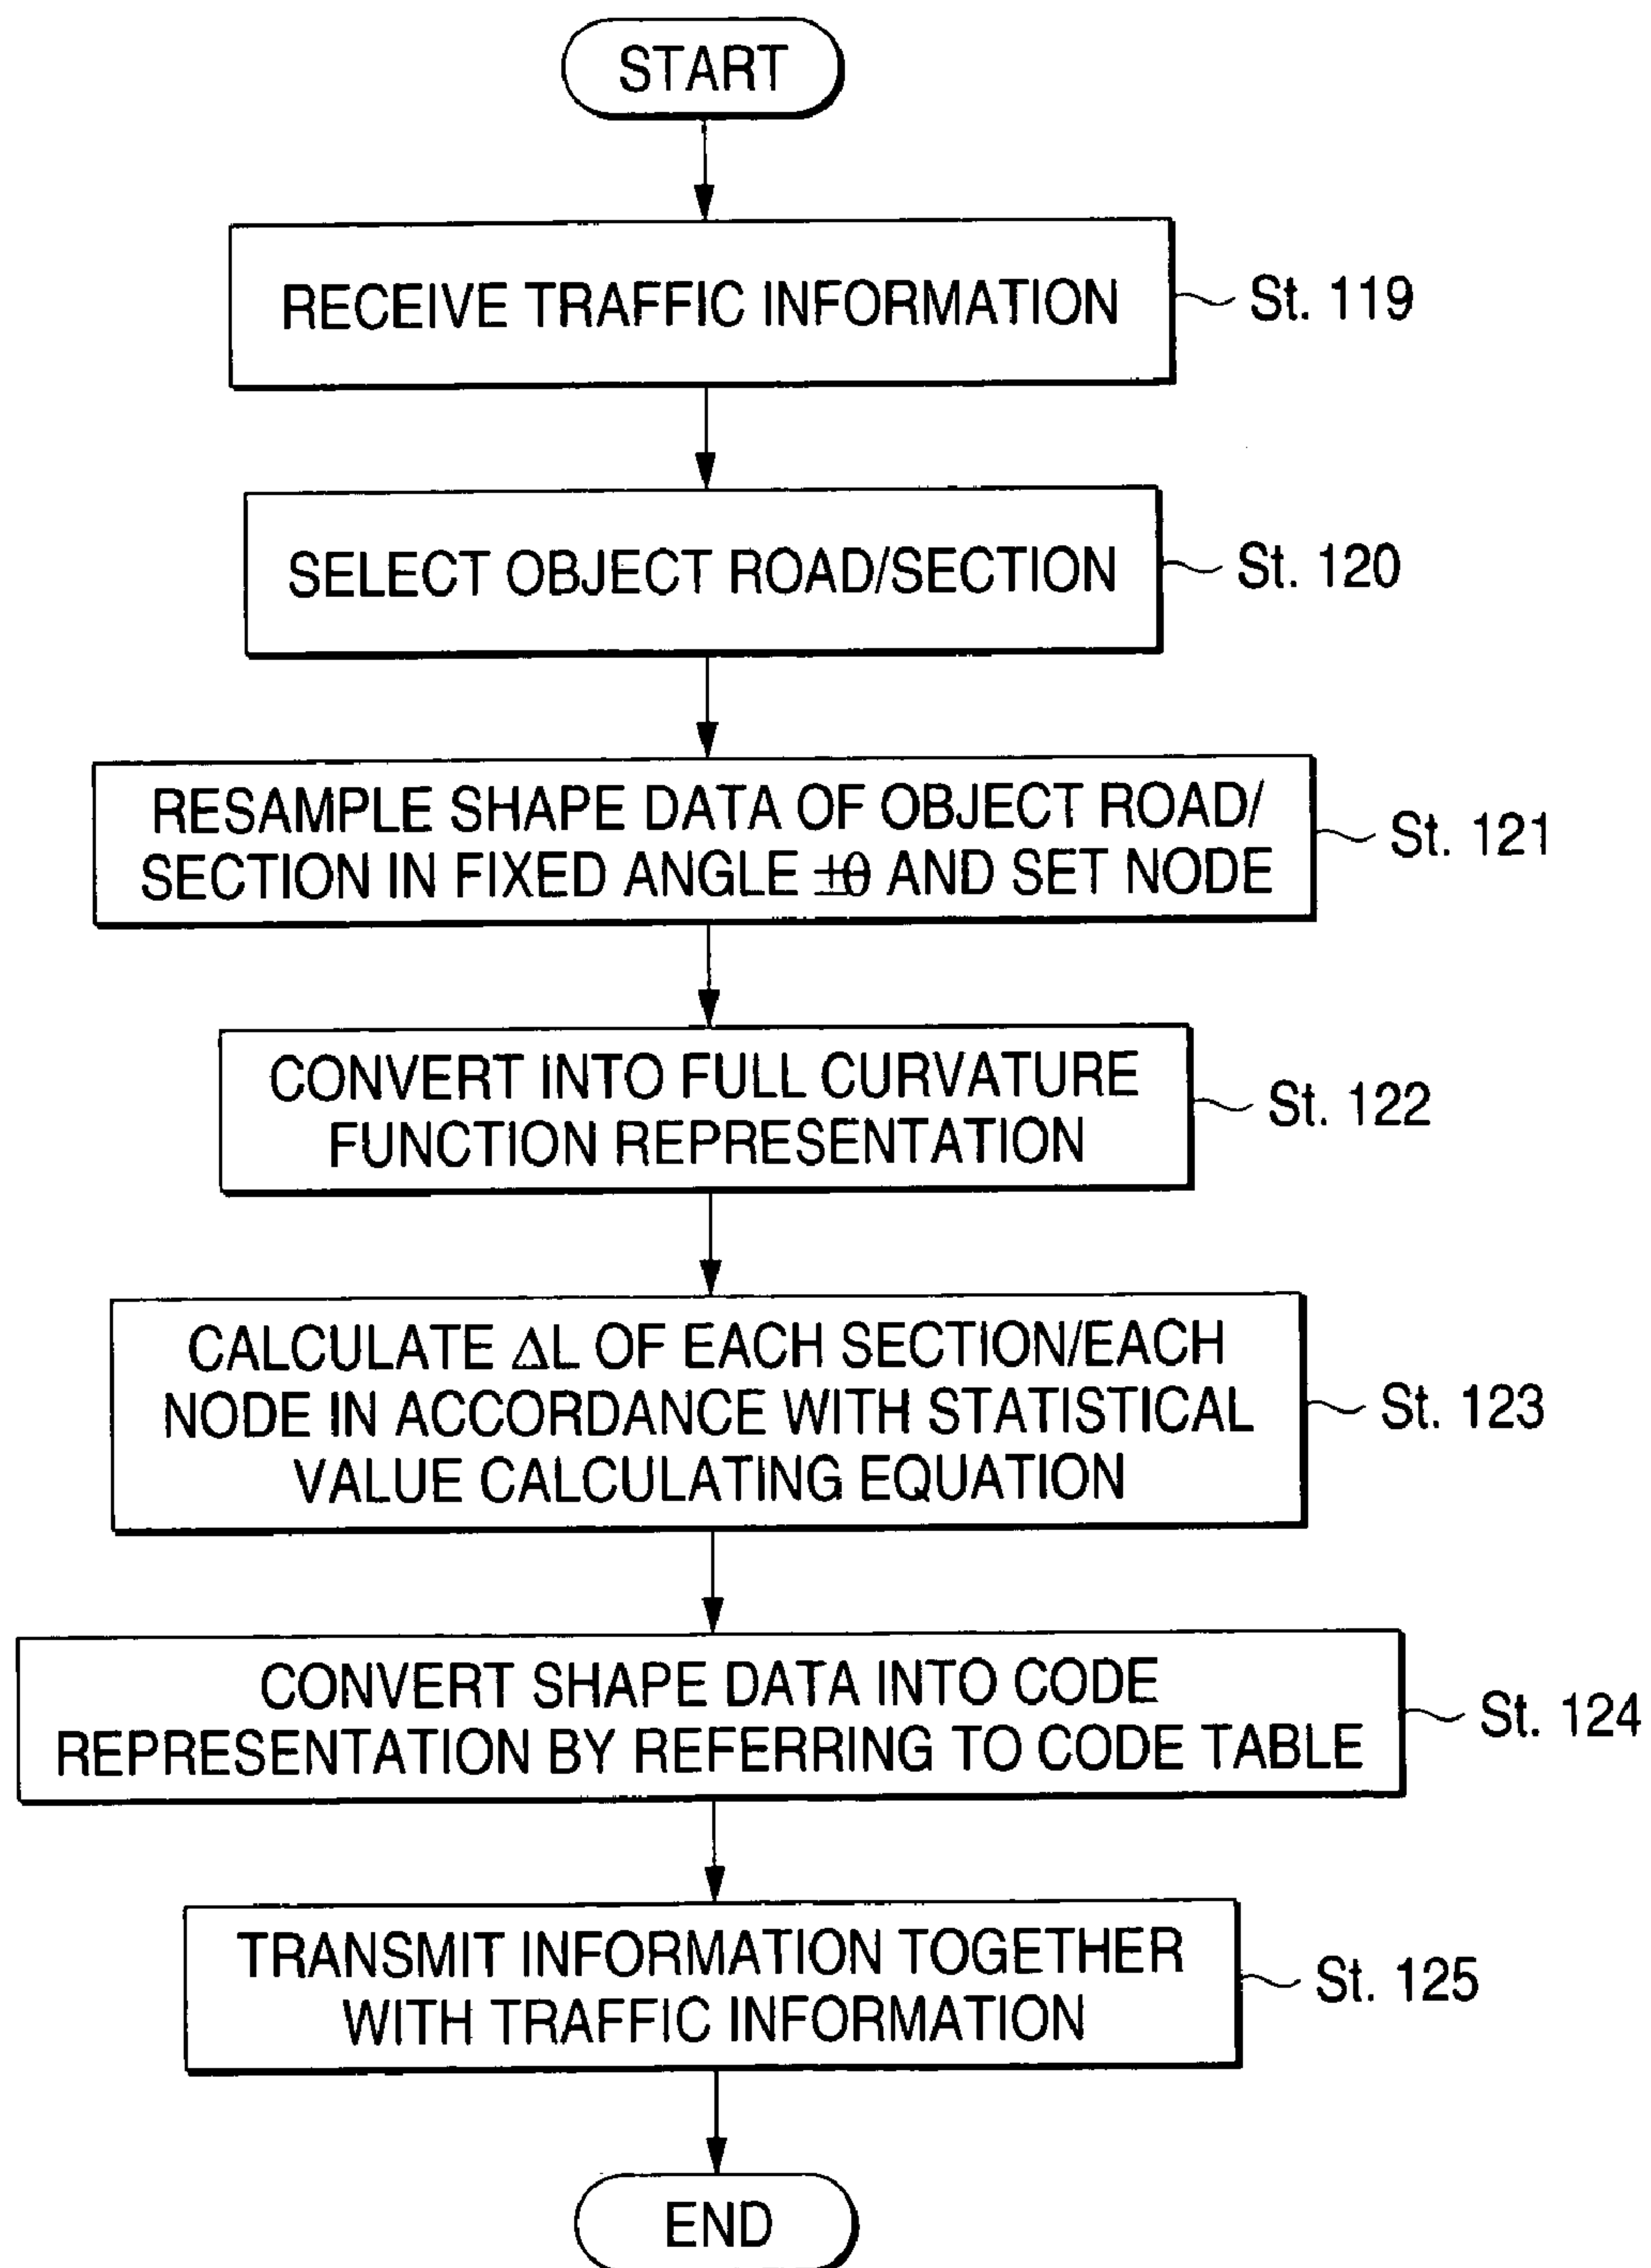 START
RECEIVE TRAFFIC INFORMATION
St. 119
SELECT OBJECT ROAD/SECTION
St. 120
RESAMPLE SHAPE DATA OF OBJECT ROAD/
SECTION IN FIXED ANGLE ±θ AND SET NODE
St. 121
CONVERT INTO FULL CURVATURE
FUNCTION REPRESENTATION
St. 122
CALCULATE ΔL OF EACH SECTION/EACH
NODE IN ACCORDANCE WITH STATISTICAL
VALUE CALCULATING EQUATION
St. 123
CONVERT SHAPE DATA INTO CODE
REPRESENTATION BY REFERRING TO CODE TABLE
St. 124
TRANSMIT INFORMATION TOGETHER
WITH TRAFFIC INFORMATION
St. 125
END